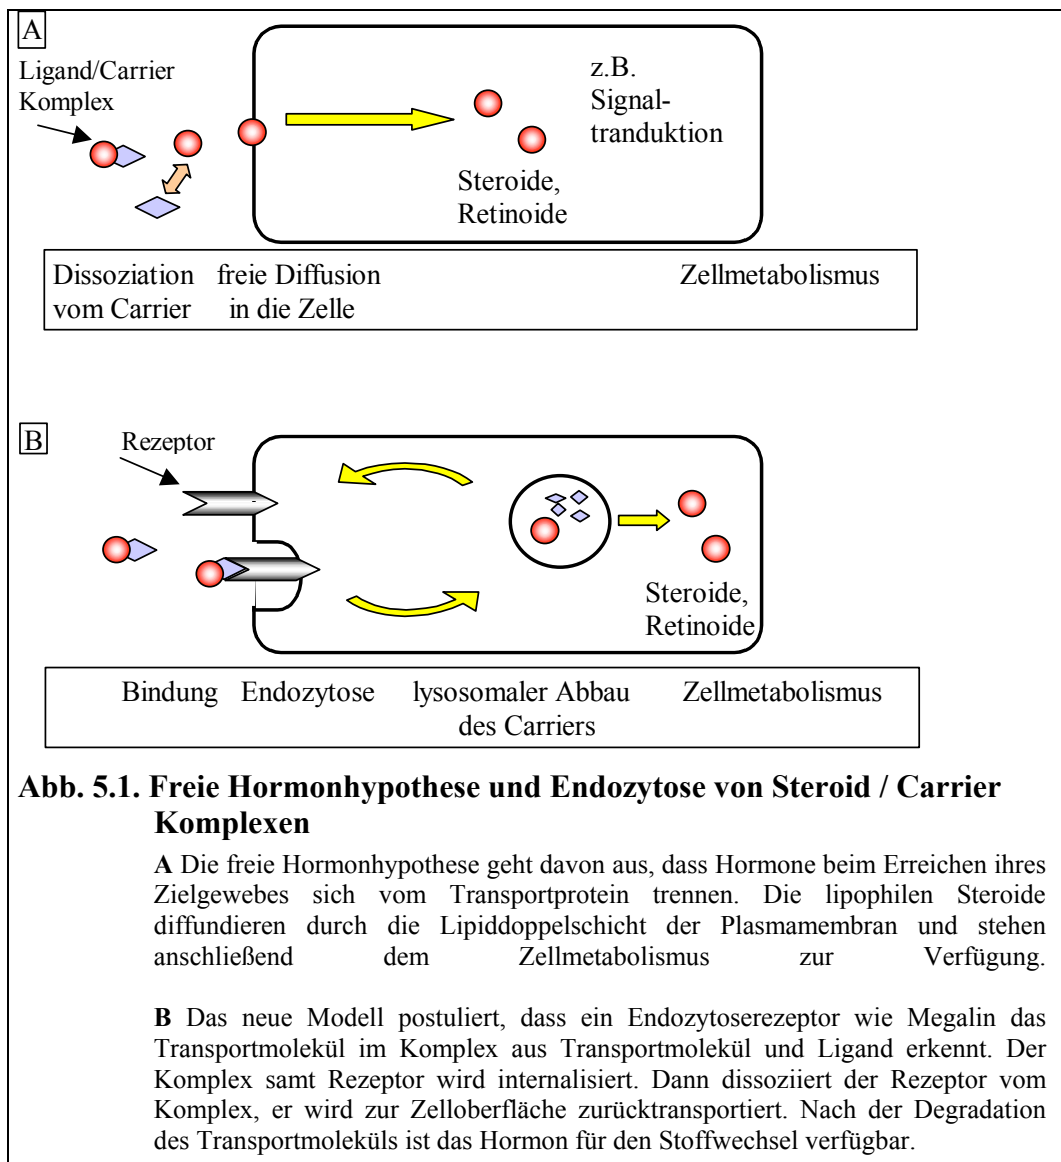 A
Ligand/Carrier
Komplex
z.B.
Signal-
tranduktion
Steroide,
Retinoide
Dissoziation freie Diffusion Zellmetabolismus
vom Carrier in die Zelle
B
Rezeptor
Steroide,
Retinoide
Bindung Endozytose lysosomaler Abbau Zellmetabolismus
des Carriers
Abb. 5.1. Freie Hormonhypothese und Endozytose von Steroid / Carrier
Komplexen
A Die freie Hormonhypothese geht davon aus, dass Hormone beim Erreichen ihres
Zielgewebes sich vom Transportprotein trennen. Die lipophilen Steroide
diffundieren durch die Lipiddoppelschicht der Plasmamembran und stehen
anschließend dem Zellmetabolismus zur Verfügung.
B Das neue Modell postuliert, dass ein Endozytoserezeptor wie Megalin das
Transportmolekül im Komplex aus Transportmolekül und Ligand erkennt. Der
Komplex samt Rezeptor wird internalisiert. Dann dissoziiert der Rezeptor vom
Komplex, er wird zur Zelloberfläche zurücktransportiert. Nach der Degradation
des Transportmoleküls ist das Hormon für den Stoffwechsel verfügbar.